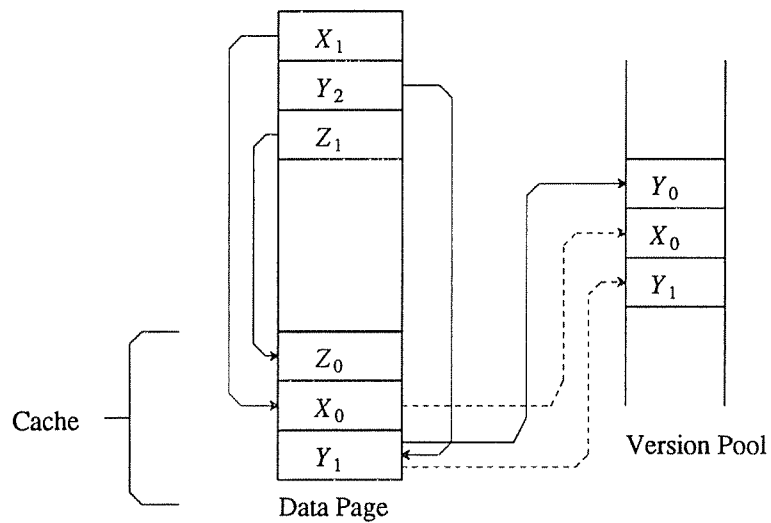 X₁
Y₂
Z₁
Z₀
X₀
Y₁
Cache
Data Page
Y₀
X₀
Y₁
Version Pool